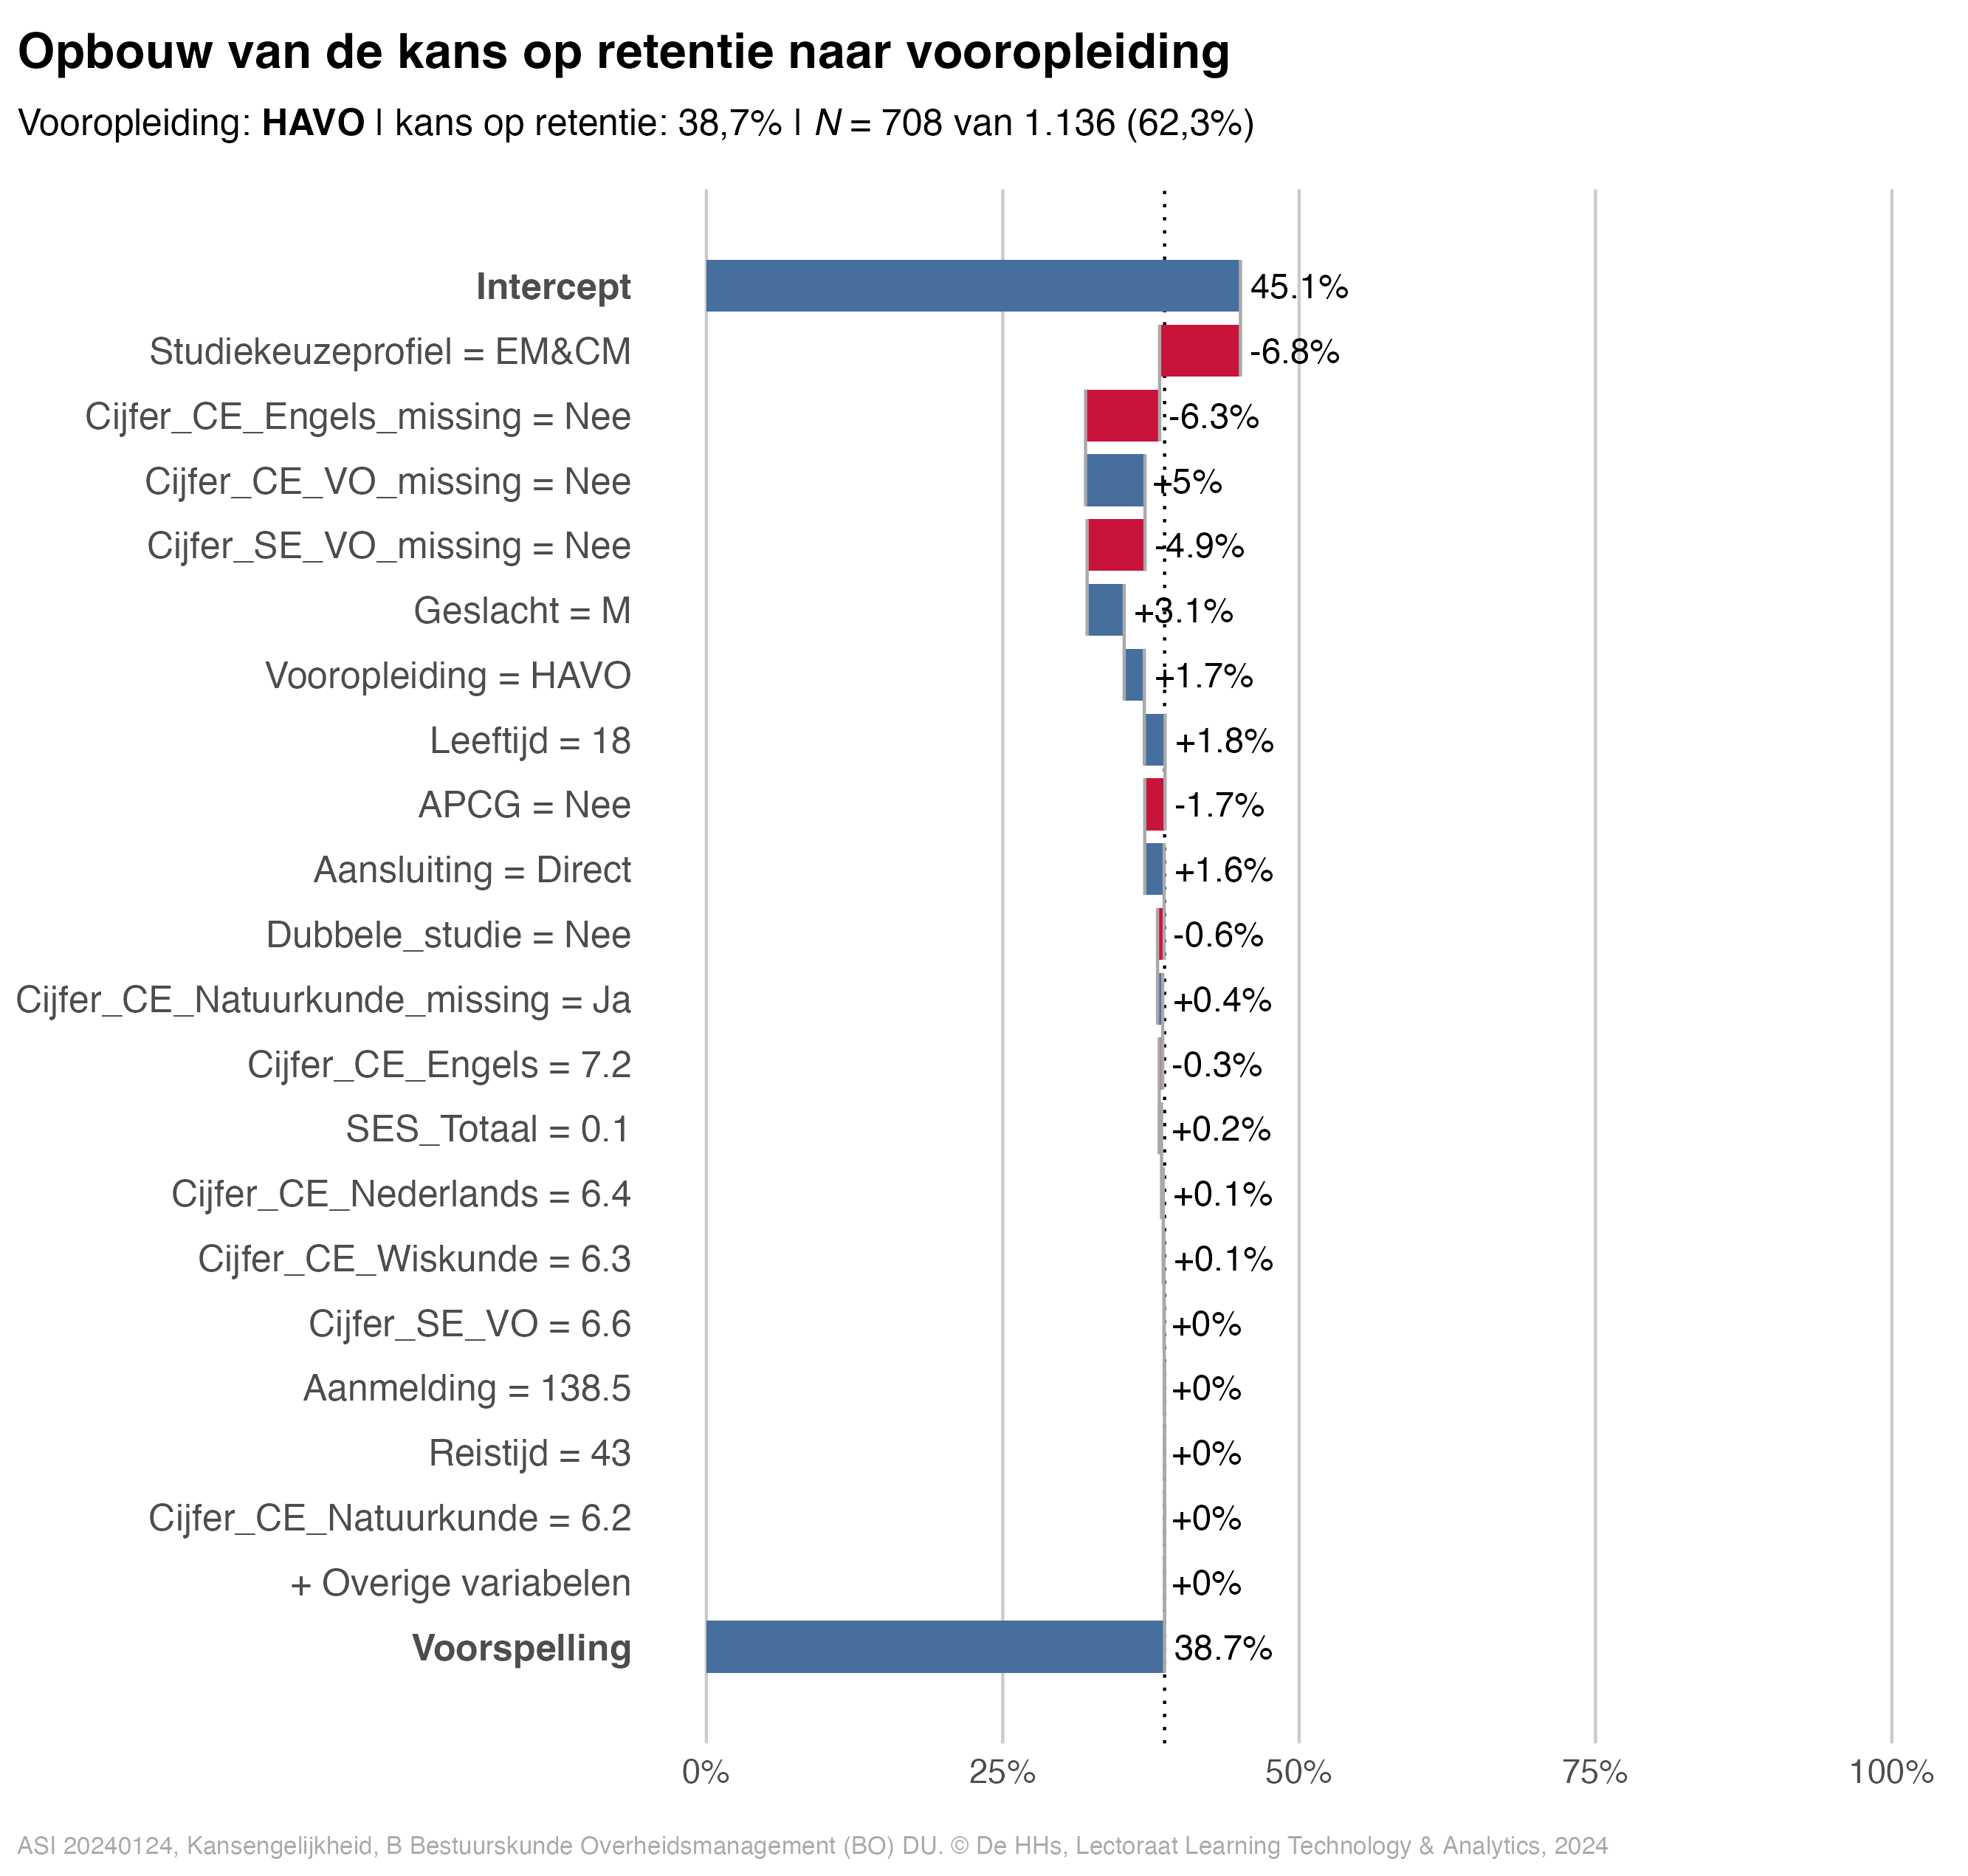 Opbouw van de kans op retentie naar vooropleiding
Vooropleiding: HAVO | kans op retentie: 38,7% | N = 708 van 1.136 (62,3%)
Intercept 45.1%
Studiekeuzeprofiel = EM&CM -6.8%
Cijfer_CE_Engels_missing = Nee -6.3%
Cijfer_CE_VO_missing = Nee +5%
Cijfer_SE_VO_missing = Nee -4.9%
Geslacht = M +3.1%
Vooropleiding = HAVO +1.7%
Leeftijd = 18 +1.8%
APCG = Nee -1.7%
Aansluiting = Direct +1.6%
Dubbele_studie = Nee -0.6%
Cijfer_CE_Natuurkunde_missing = Ja +0.4%
Cijfer_CE_Engels = 7.2 -0.3%
SES_Totaal = 0.1 +0.2%
Cijfer_CE_Nederlands = 6.4 +0.1%
Cijfer_CE_Wiskunde = 6.3 +0.1%
Cijfer_SE_VO = 6.6 +0%
Aanmelding = 138.5 +0%
Reistijd = 43 +0%
Cijfer_CE_Natuurkunde = 6.2 +0%
+ Overige variabelen +0%
Voorspelling 38.7%
0% 25% 50% 75% 100%
ASI 20240124, Kansengelijkheid, B Bestuurskunde Overheidsmanagement (BO) DU. © De HHs, Lectoraat Learning Technology & Analytics, 2024